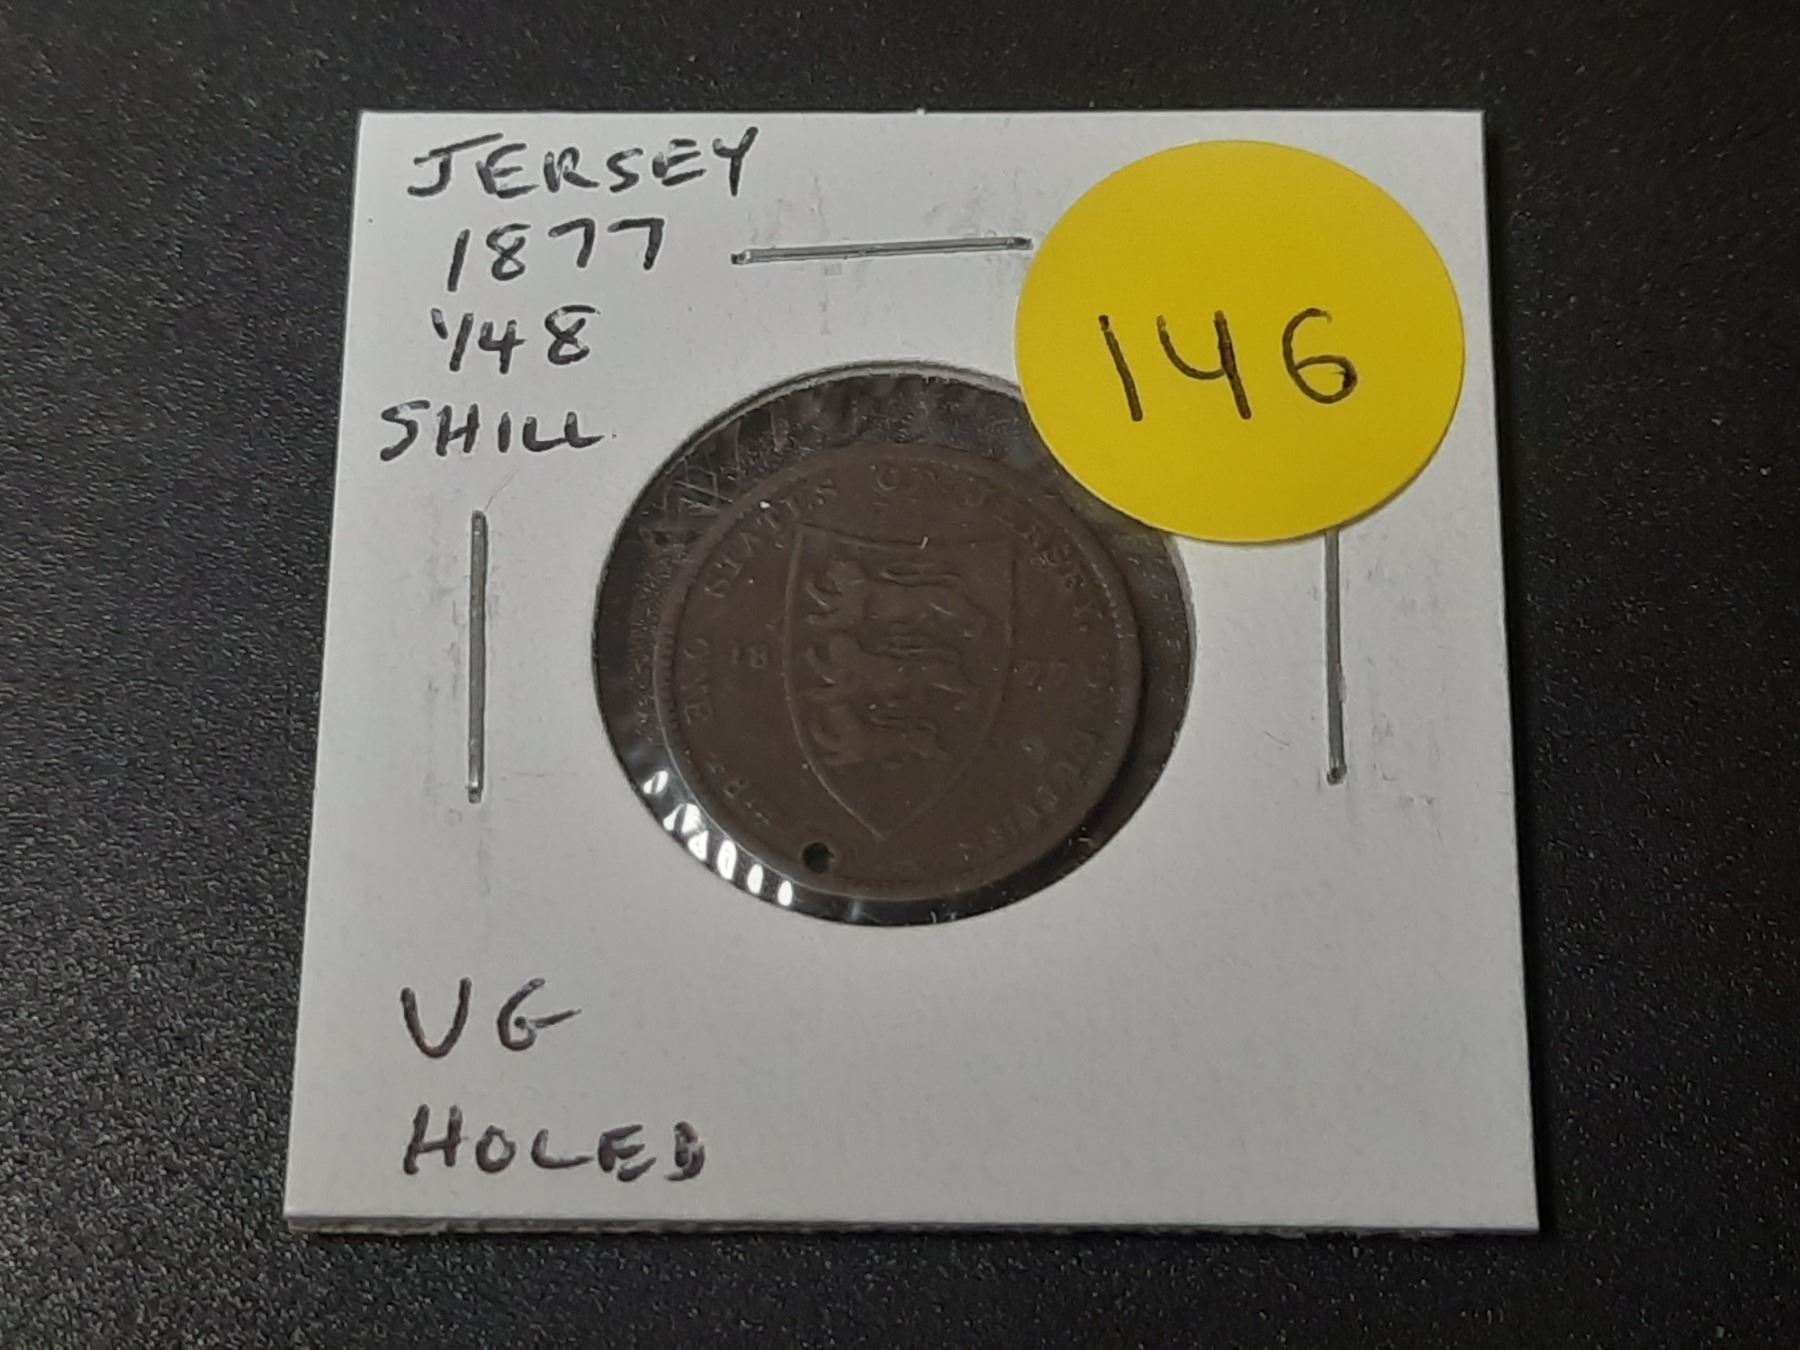 JERSEY
1877
1/48
SHILL
146
STATES OF JERSEY
18 77
ONE
VG
HOLED